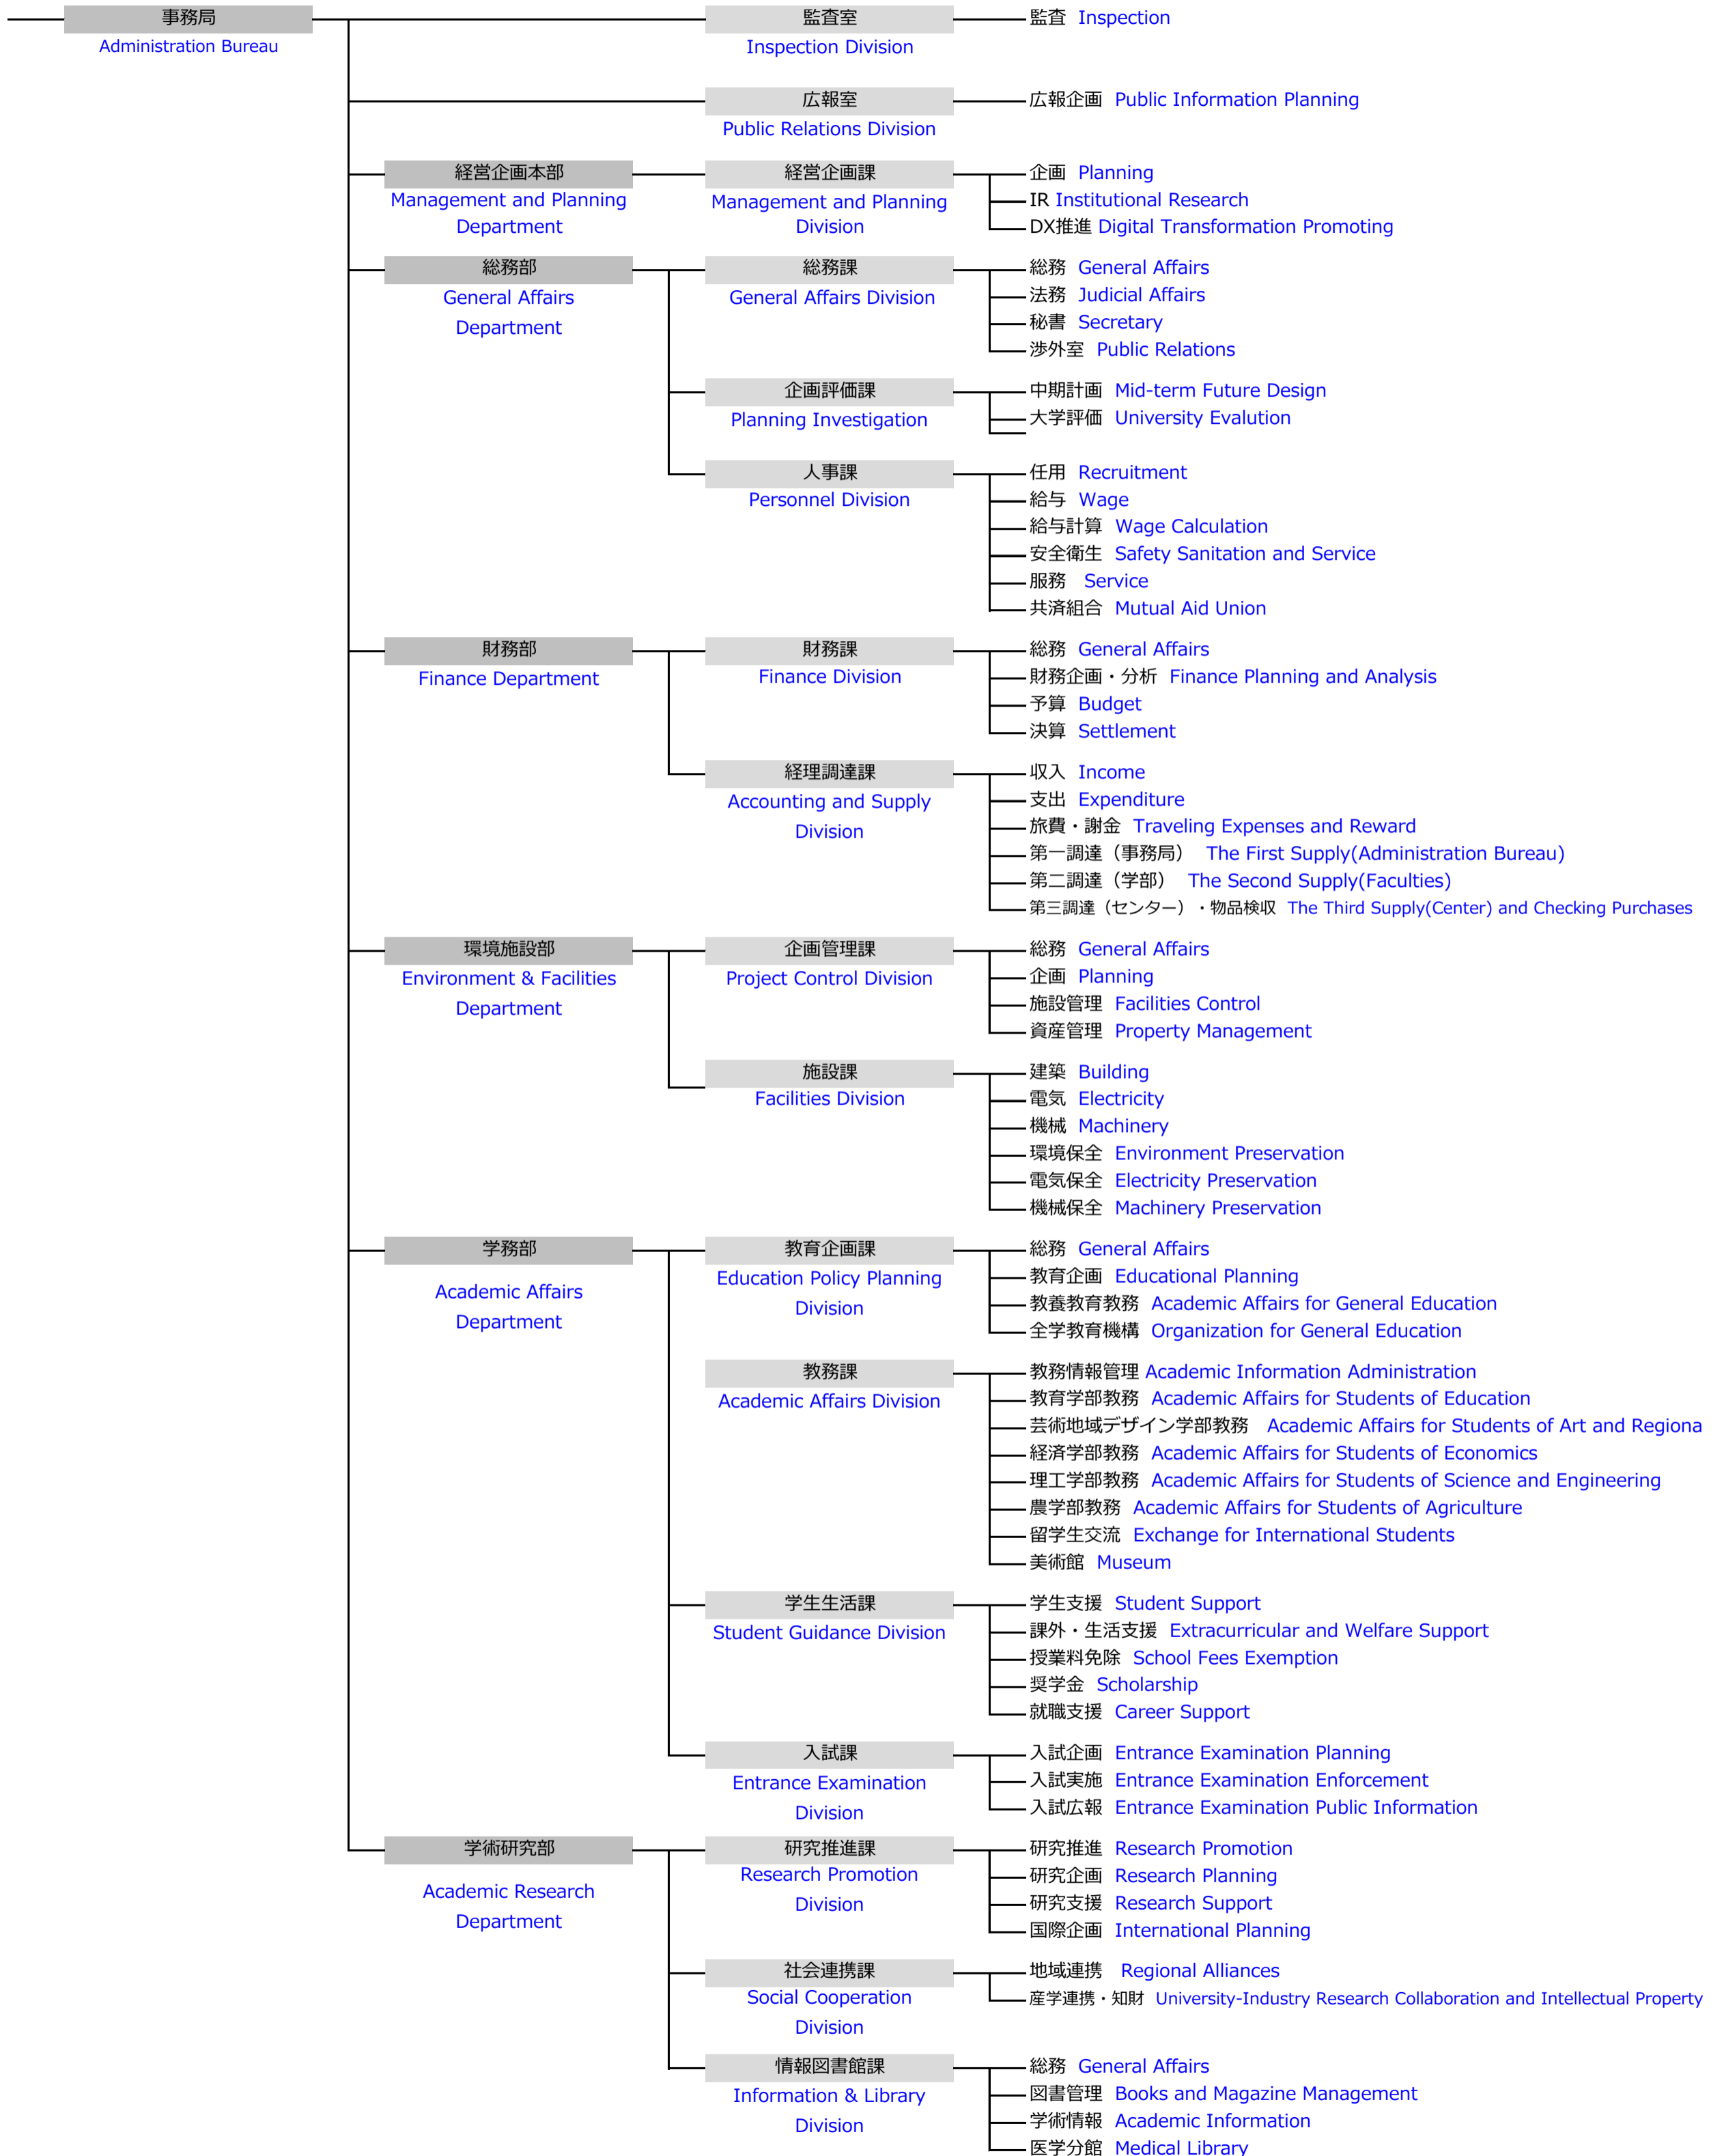 事務局
Administration Bureau
監査室
Inspection Division
監査 Inspection
広報室
Public Relations Division
広報企画 Public Information Planning
経営企画本部
Management and Planning
Department
経営企画課
Management and Planning
Division
企画 Planning
IR Institutional Research
DX推進 Digital Transformation Promoting
総務部
General Affairs
Department
総務課
General Affairs Division
総務 General Affairs
法務 Judicial Affairs
秘書 Secretary
渉外室 Public Relations
企画評価課
Planning Investigation
中期計画 Mid-term Future Design
大学評価 University Evalution
人事課
Personnel Division
任用 Recruitment
給与 Wage
給与計算 Wage Calculation
安全衛生 Safety Sanitation and Service
服務 Service
共済組合 Mutual Aid Union
財務部
Finance Department
財務課
Finance Division
総務 General Affairs
財務企画・分析 Finance Planning and Analysis
予算 Budget
決算 Settlement
経理調達課
Accounting and Supply
Division
収入 Income
支出 Expenditure
旅費・謝金 Traveling Expenses and Reward
第一調達（事務局） The First Supply(Administration Bureau)
第二調達（学部） The Second Supply(Faculties)
第三調達（センター）・物品検収 The Third Supply(Center) and Checking Purchases
環境施設部
Environment & Facilities
Department
企画管理課
Project Control Division
総務 General Affairs
企画 Planning
施設管理 Facilities Control
資産管理 Property Management
施設課
Facilities Division
建築 Building
電気 Electricity
機械 Machinery
環境保全 Environment Preservation
電気保全 Electricity Preservation
機械保全 Machinery Preservation
学務部
Academic Affairs
Department
教育企画課
Education Policy Planning
Division
総務 General Affairs
教育企画 Educational Planning
教養教育教務 Academic Affairs for General Education
全学教育機構 Organization for General Education
教務課
Academic Affairs Division
教務情報管理 Academic Information Administration
教育学部教務 Academic Affairs for Students of Education
芸術地域デザイン学部教務 Academic Affairs for Students of Art and Regiona
経済学部教務 Academic Affairs for Students of Economics
理工学部教務 Academic Affairs for Students of Science and Engineering
農学部教務 Academic Affairs for Students of Agriculture
留学生交流 Exchange for International Students
美術館 Museum
学生生活課
Student Guidance Division
学生支援 Student Support
課外・生活支援 Extracurricular and Welfare Support
授業料免除 School Fees Exemption
奨学金 Scholarship
就職支援 Career Support
入試課
Entrance Examination
Division
入試企画 Entrance Examination Planning
入試実施 Entrance Examination Enforcement
入試広報 Entrance Examination Public Information
学術研究部
Academic Research
Department
研究推進課
Research Promotion
Division
研究推進 Research Promotion
研究企画 Research Planning
研究支援 Research Support
国際企画 International Planning
社会連携課
Social Cooperation
Division
地域連携 Regional Alliances
産学連携・知財 University-Industry Research Collaboration and Intellectual Property
情報図書館課
Information & Library
Division
総務 General Affairs
図書管理 Books and Magazine Management
学術情報 Academic Information
医学分館 Medical Library